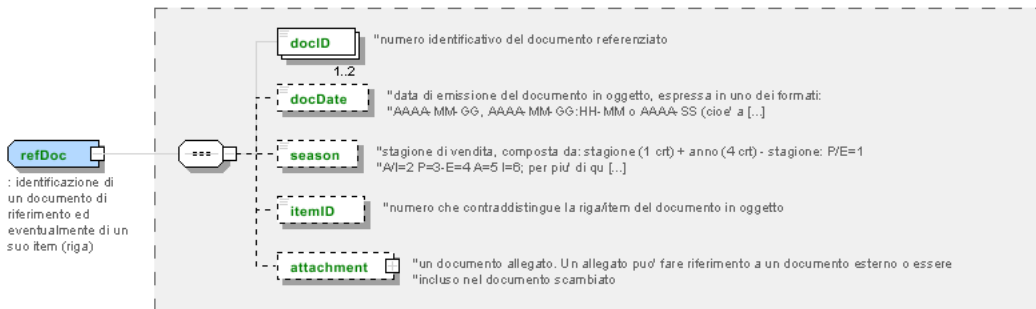 docID
"numero identificativo del documento referenziato
1..2
docDate
"data di emissione del documento in oggetto, espressa in uno dei formati:
"AAAA-MM-GG, AAAA-MM-GG:HH-MM o AAAA-SS (cioe' a [...]
refDoc
: identificazione di
un documento di
riferimento ed
eventualmente di un
suo item (riga)
season
"stagione di vendita, composta da: stagione (1 crt) + anno (4 crt) - stagione: P/E=1
"A/I=2 P=3-E=4 A=5 I=6; per piu' di qu [...]
itemID
"numero che contraddistingue la riga/item del documento in oggetto
attachment
"un documento allegato. Un allegato puo' fare riferimento a un documento esterno o essere
"incluso nel documento scambiato